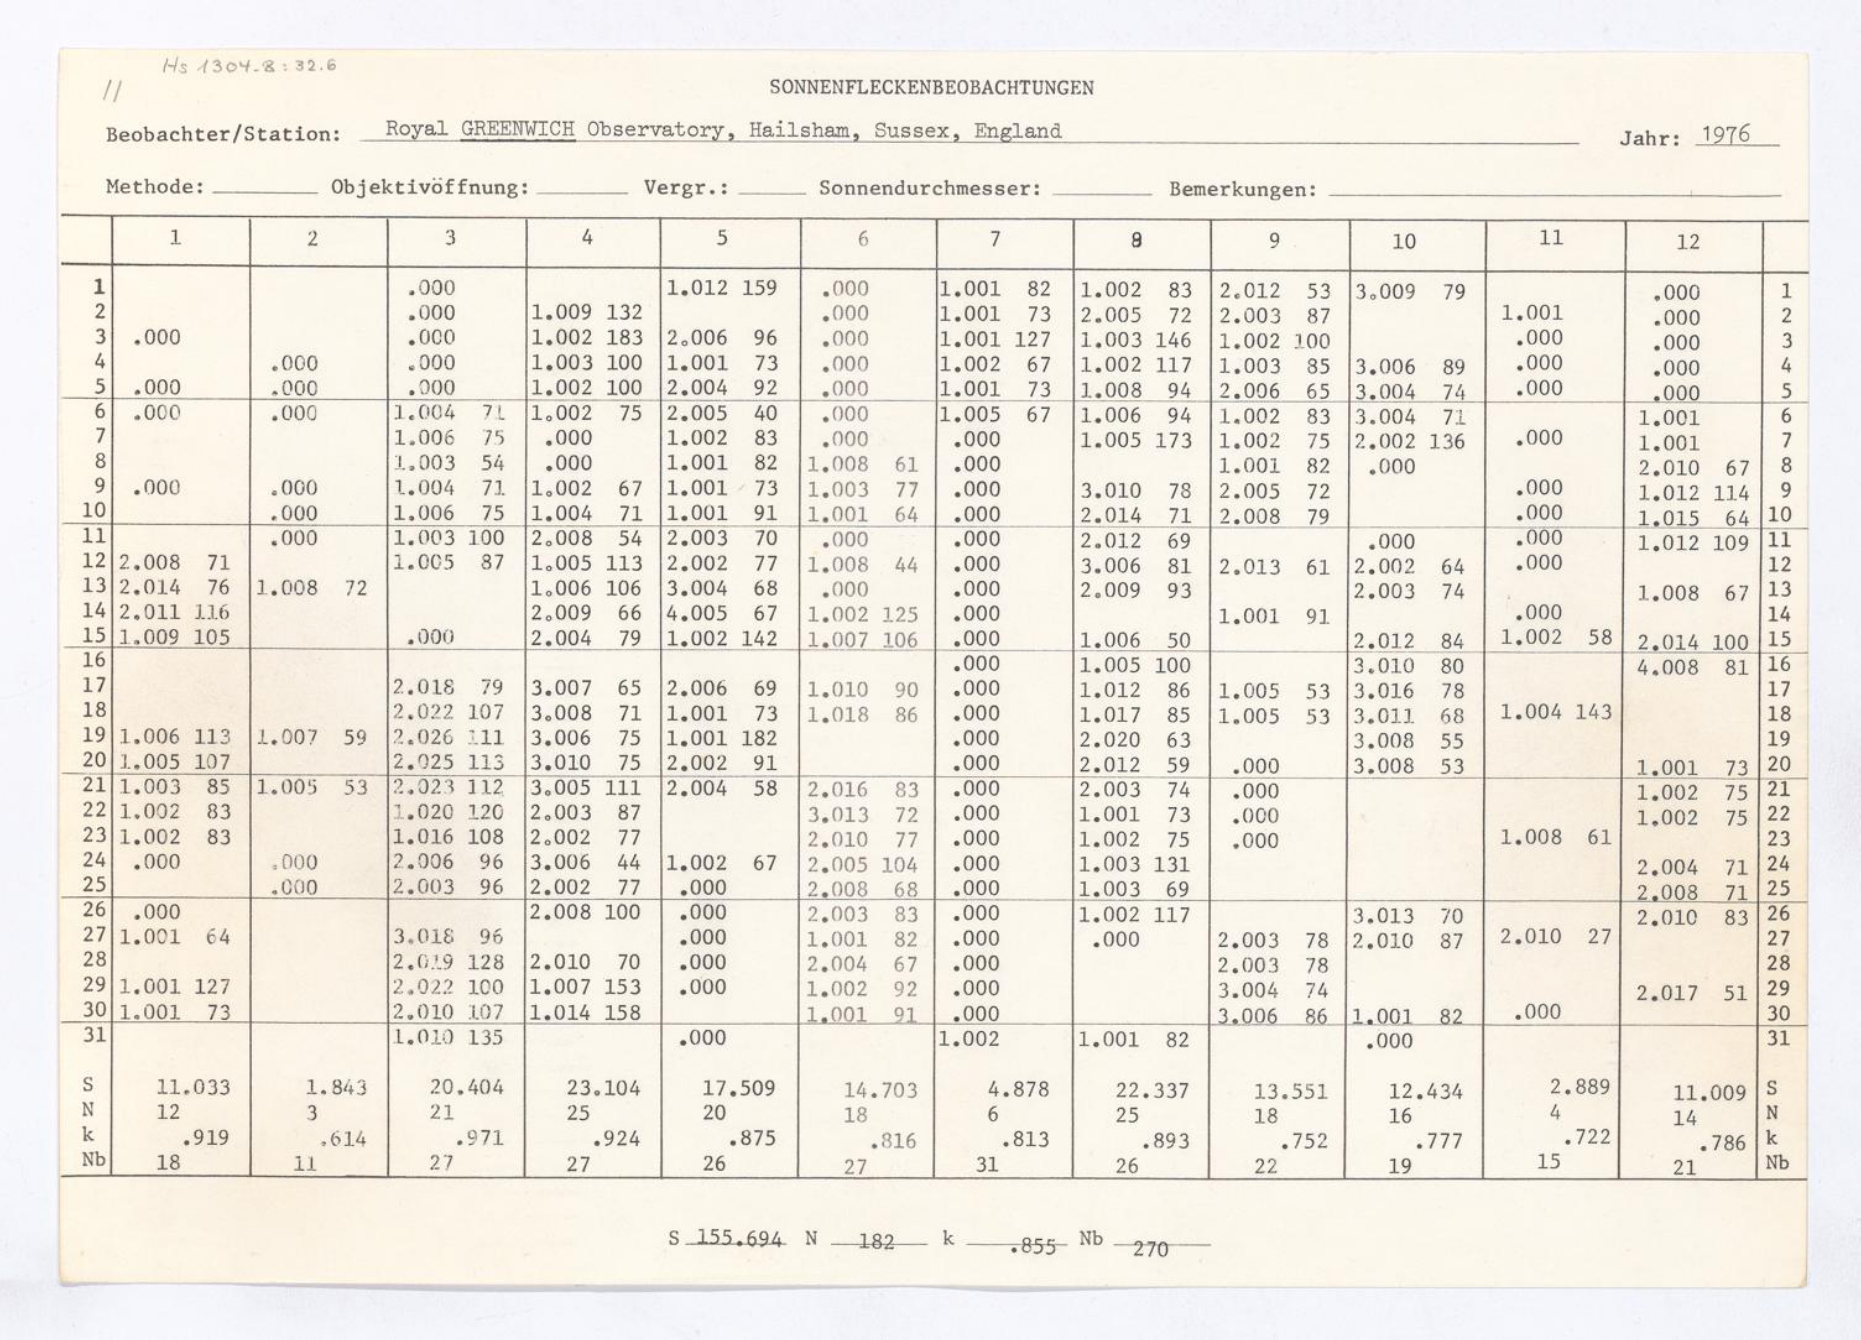 Hs 1304.8:32.6
11
SONNENFLECKENBEOBACHTUNGEN
Beobachter/Station: Royal GREENWICH Observatory, Hailsham, Sussex, England Jahr: 1976
Methode: Objektivöffnung: Vergr.: Sonnendurchmesser: Bemerkungen:
1 2 3 4 5 6 7 8 9 10 11 12
1 .000 1.012 159 .000 1.001 82 1.002 83 2.012 53 3.009 79 .000 1
2 .000 1.009 132 .000 1.001 73 2.005 72 2.003 87 1.001 .000 2
3 .000 .000 1.002 183 2.006 96 .000 1.001 127 1.003 146 1.002 100 .000 .000 3
4 .000 .000 1.003 100 1.001 73 .000 1.002 67 1.002 117 1.003 85 3.006 89 .000 .000 4
5 .000 .000 .000 1.002 100 2.004 92 .000 1.001 73 1.008 94 2.006 65 3.004 74 .000 .000 5
6 .000 .000 1.004 71 1.002 75 2.005 40 .000 1.005 67 1.006 94 1.002 83 3.004 71 1.001 6
7 1.006 75 .000 1.002 83 .000 .000 1.005 173 1.002 75 2.002 136 .000 1.001 7
8 1.003 54 .000 1.001 82 1.008 61 .000 1.001 82 .000 2.010 67 8
9 .000 .000 1.004 71 1.002 67 1.001 73 1.003 77 .000 3.010 78 2.005 72 .000 1.012 114 9
10 .000 1.006 75 1.004 71 1.001 91 1.001 64 .000 2.014 71 2.008 79 .000 1.015 64 10
11 .000 1.003 100 2.008 54 2.003 70 .000 .000 2.012 69 .000 .000 1.012 109 11
12 2.008 71 1.005 87 1.005 113 2.002 77 1.008 44 .000 3.006 81 2.013 61 2.002 64 .000 12
13 2.014 76 1.008 72 1.006 106 3.004 68 .000 .000 2.009 93 2.003 74 1.008 67 13
14 2.011 116 2.009 66 4.005 67 1.002 125 .000 1.001 91 .000 14
15 1.009 105 .000 2.004 79 1.002 142 1.007 106 .000 1.006 50 2.012 84 1.002 58 2.014 100 15
16 .000 1.005 100 3.010 80 4.008 81 16
17 2.018 79 3.007 65 2.006 69 1.010 90 .000 1.012 86 1.005 53 3.016 78 17
18 2.022 107 3.008 71 1.001 73 1.018 86 .000 1.017 85 1.005 53 3.011 68 1.004 143 18
19 1.006 113 1.007 59 2.026 111 3.006 75 1.001 182 .000 2.020 63 3.008 55 19
20 1.005 107 2.025 113 3.010 75 2.002 91 .000 2.012 59 .000 3.008 53 1.001 73 20
21 1.003 85 1.005 53 2.023 112 3.005 111 2.004 58 2.016 83 .000 2.003 74 .000 1.002 75 21
22 1.002 83 1.020 120 2.003 87 3.013 72 .000 1.001 73 .000 1.002 75 22
23 1.002 83 1.016 108 2.002 77 2.010 77 .000 1.002 75 .000 1.008 61 23
24 .000 .000 2.006 96 3.006 44 1.002 67 2.005 104 .000 1.003 131 2.004 71 24
25 .000 2.003 96 2.002 77 .000 2.008 68 .000 1.003 69 2.008 71 25
26 .000 2.008 100 .000 2.003 83 .000 1.002 117 3.013 70 2.010 83 26
27 1.001 64 3.018 96 .000 1.001 82 .000 .000 2.003 78 2.010 87 2.010 27 27
28 2.019 128 2.010 70 .000 2.004 67 .000 2.003 78 28
29 1.001 127 2.022 100 1.007 153 .000 1.002 92 .000 3.004 74 2.017 51 29
30 1.001 73 2.010 107 1.014 158 1.001 91 .000 3.006 86 1.001 82 .000 30
31 1.010 135 .000 1.002 1.001 82 .000 31
S 11.033 1.843 20.404 23.104 17.509 14.703 4.878 22.337 13.551 12.434 2.889 11.009 S
N 12 3 21 25 20 18 6 25 18 16 4 14 N
k .919 .614 .971 .924 .875 .816 .813 .893 .752 .777 .722 .786 k
Nb 18 11 27 27 26 27 31 26 22 19 15 21 Nb
S 155.694 N 182 k .855 Nb 270